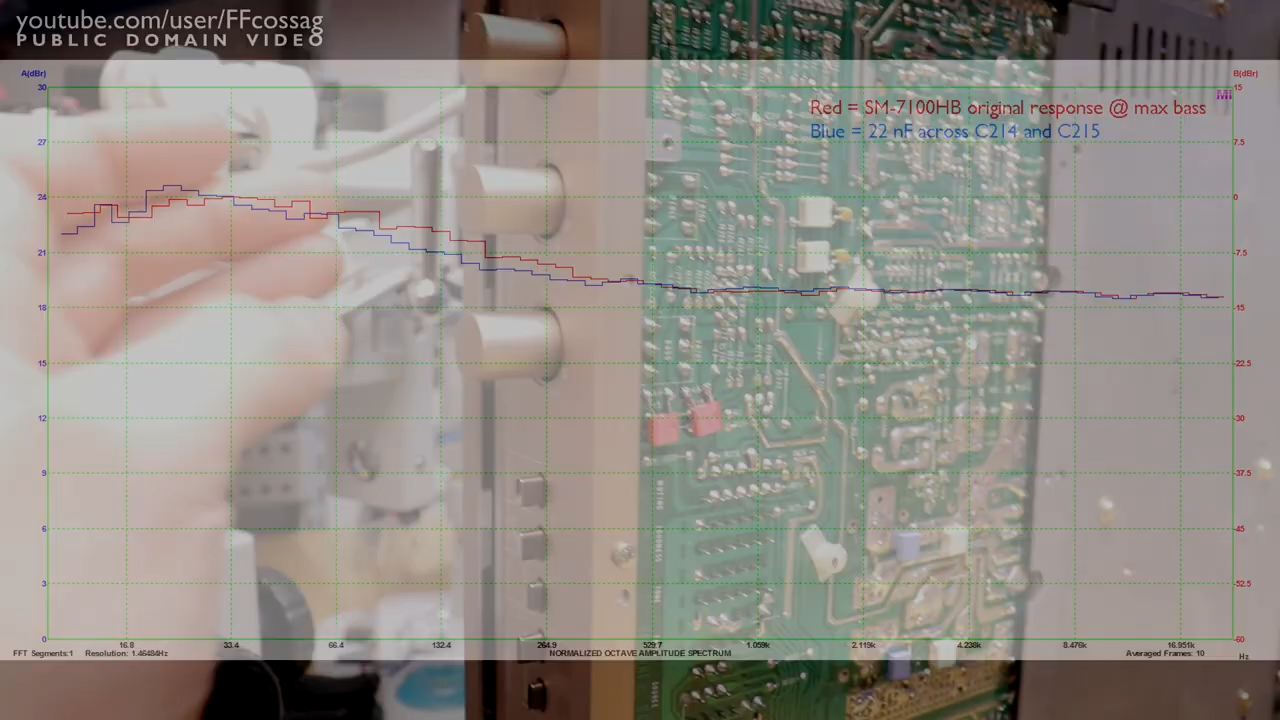 youtube.com/user/FFcossag
PUBLIC DOMAIN VIDEO
A(dBr)
B(dBr)
30
15
Red = SM-7100HB original response @ max bass
Blue = 22 nF across C214 and C215
27
7.5
24
0
21
-7.5
18
-15
15
-22.5
12
-30
9
-37.5
6
-45
3
-52.5
0
-60
16.8
33.4
66.4
132.4
264.9
529.7
1.059k
2.119k
4.238k
8.476k
16.951k
FFT Segments:1
Resolution: 1.46484Hz
NORMALIZED OCTAVE AMPLITUDE SPECTRUM
Averaged Frames: 10
Hz